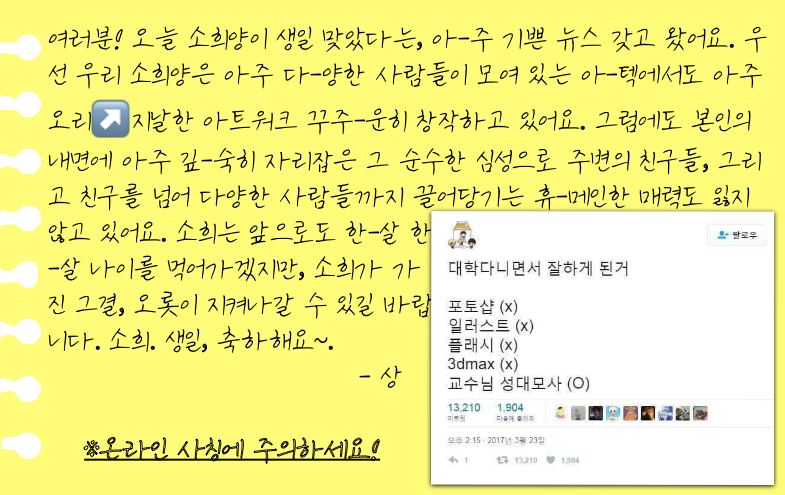 여러분! 오늘 소희양이 생일 맞았다는, 아-주 기쁜 뉴스 갖고 왔어요. 우
선 우리 소희양은 아주 다-양한 사람들이 모여 있는 아-텍에서도 아주
오리↗지날한 아트워크 꾸주-운히 창작하고 있어요. 그럼에도 본인의
내면에 아주 깊-숙히 자리잡은 그 순수한 심성으로 주변의 친구들, 그리
고 친구를 넘어 다양한 사람들까지 끌어당기는 휴-메인한 매력도 잃지
않고 있어요. 소희는 앞으로도 한-살 한
-살 나이를 먹어가겠지만, 소희가 가
진 그결, 오롯이 지켜나갈 수 있길 바랍
니다. 소희. 생일, 축하해요~.
- 상
※온라인 사칭에 주의하세요!
팔로우
대학다니면서 잘하게 된거
포토샵 (x)
일러스트 (x)
플래시 (x)
3dmax (x)
교수님 성대모사 (O)
13,210 1,904
리트윗 마음에 들어요
오후 2:15 - 2017년 3월 23일
1 13,210 1,904